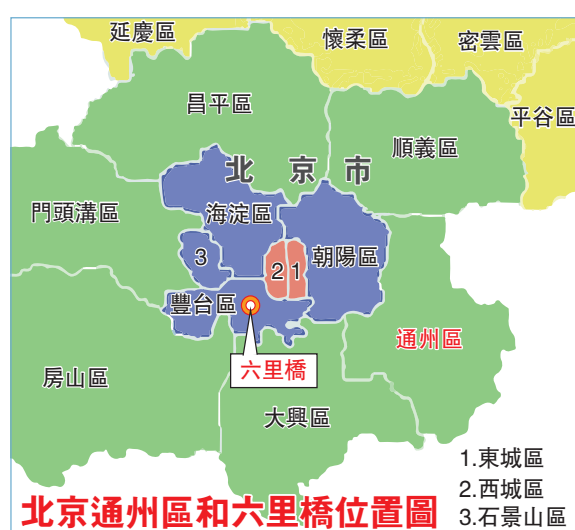 延慶區
懷柔區
密雲區
平谷區
昌平區
順義區
北京市
門頭溝區
海淀區
朝陽區
3
2
1
豐台區
六里橋
通州區
房山區
大興區
1.東城區
2.西城區
3.石景山區
北京通州區和六里橋位置圖